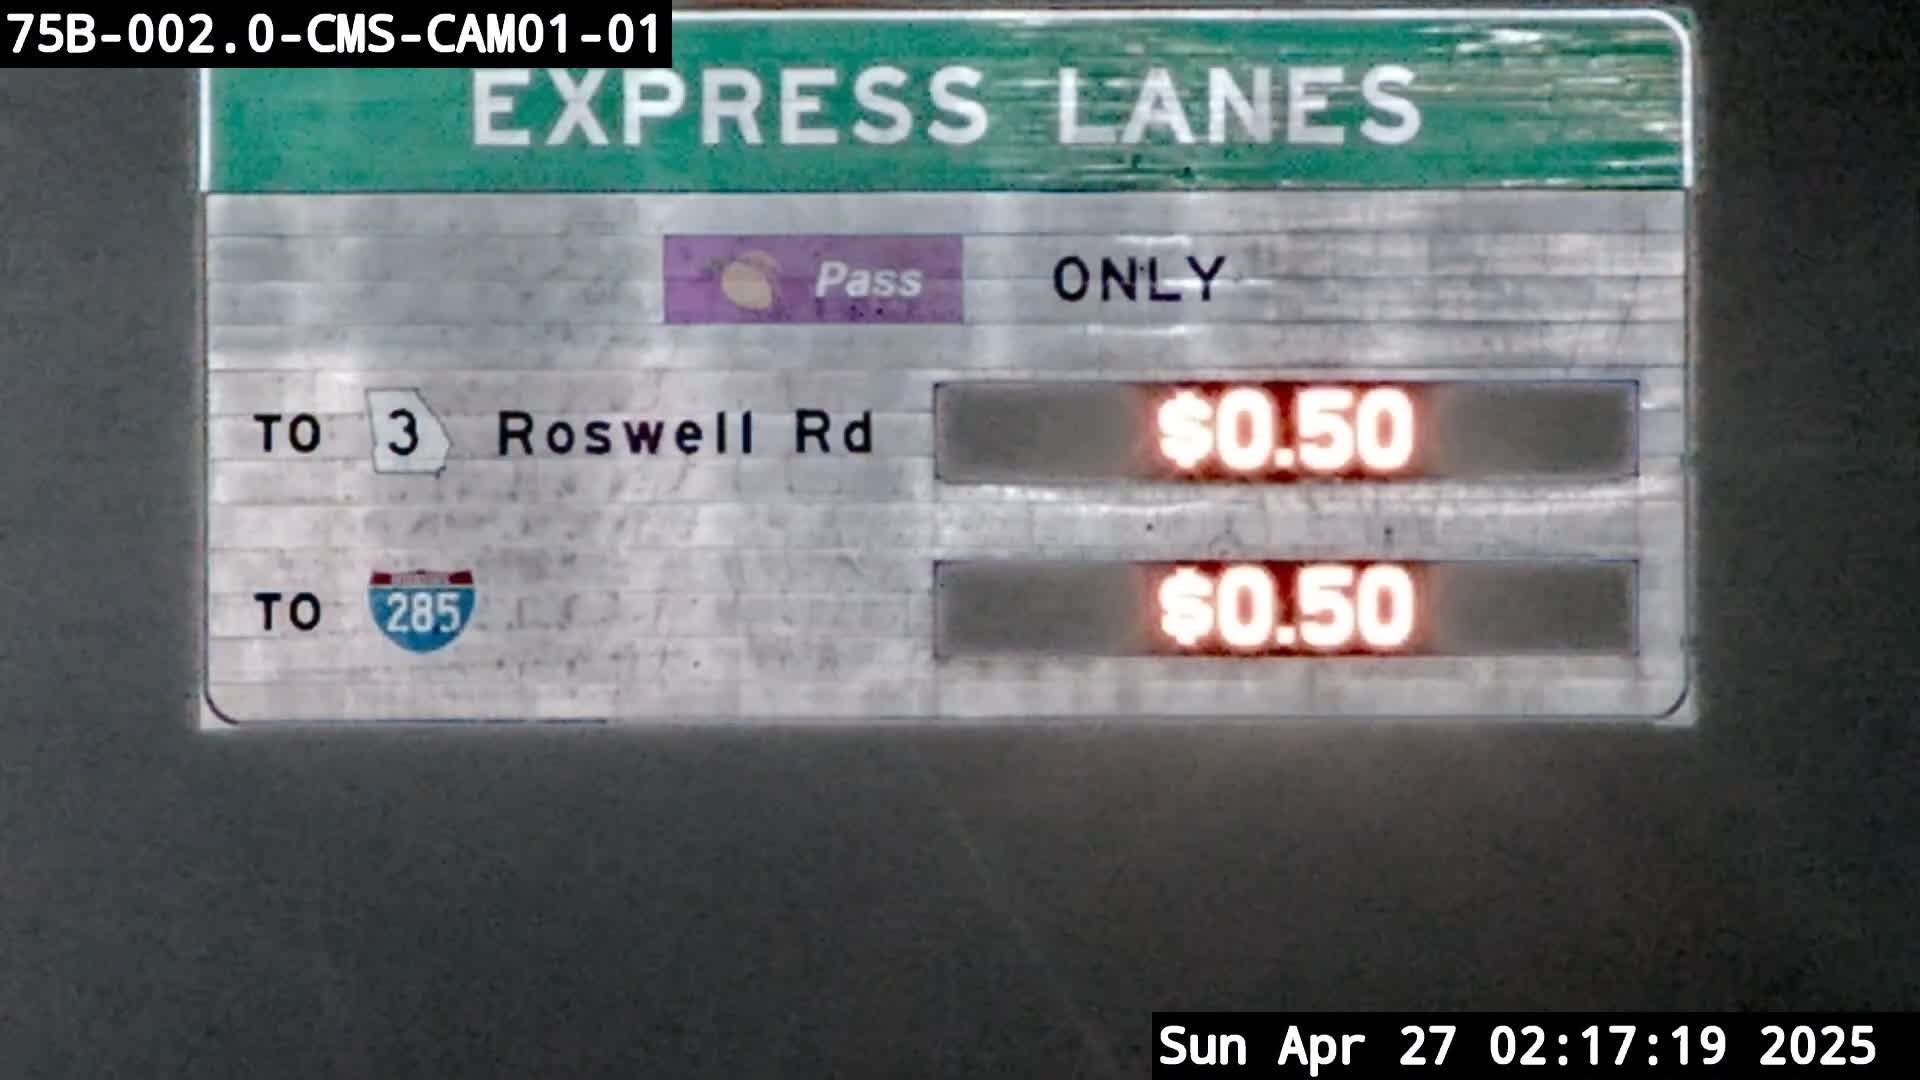 75B-002.0-CMS-CAM01-01
EXPRESS LANES
Pass ONLY
TO 3 Roswell Rd $0.50
TO 285 $0.50
Sun Apr 27 02:17:19 2025